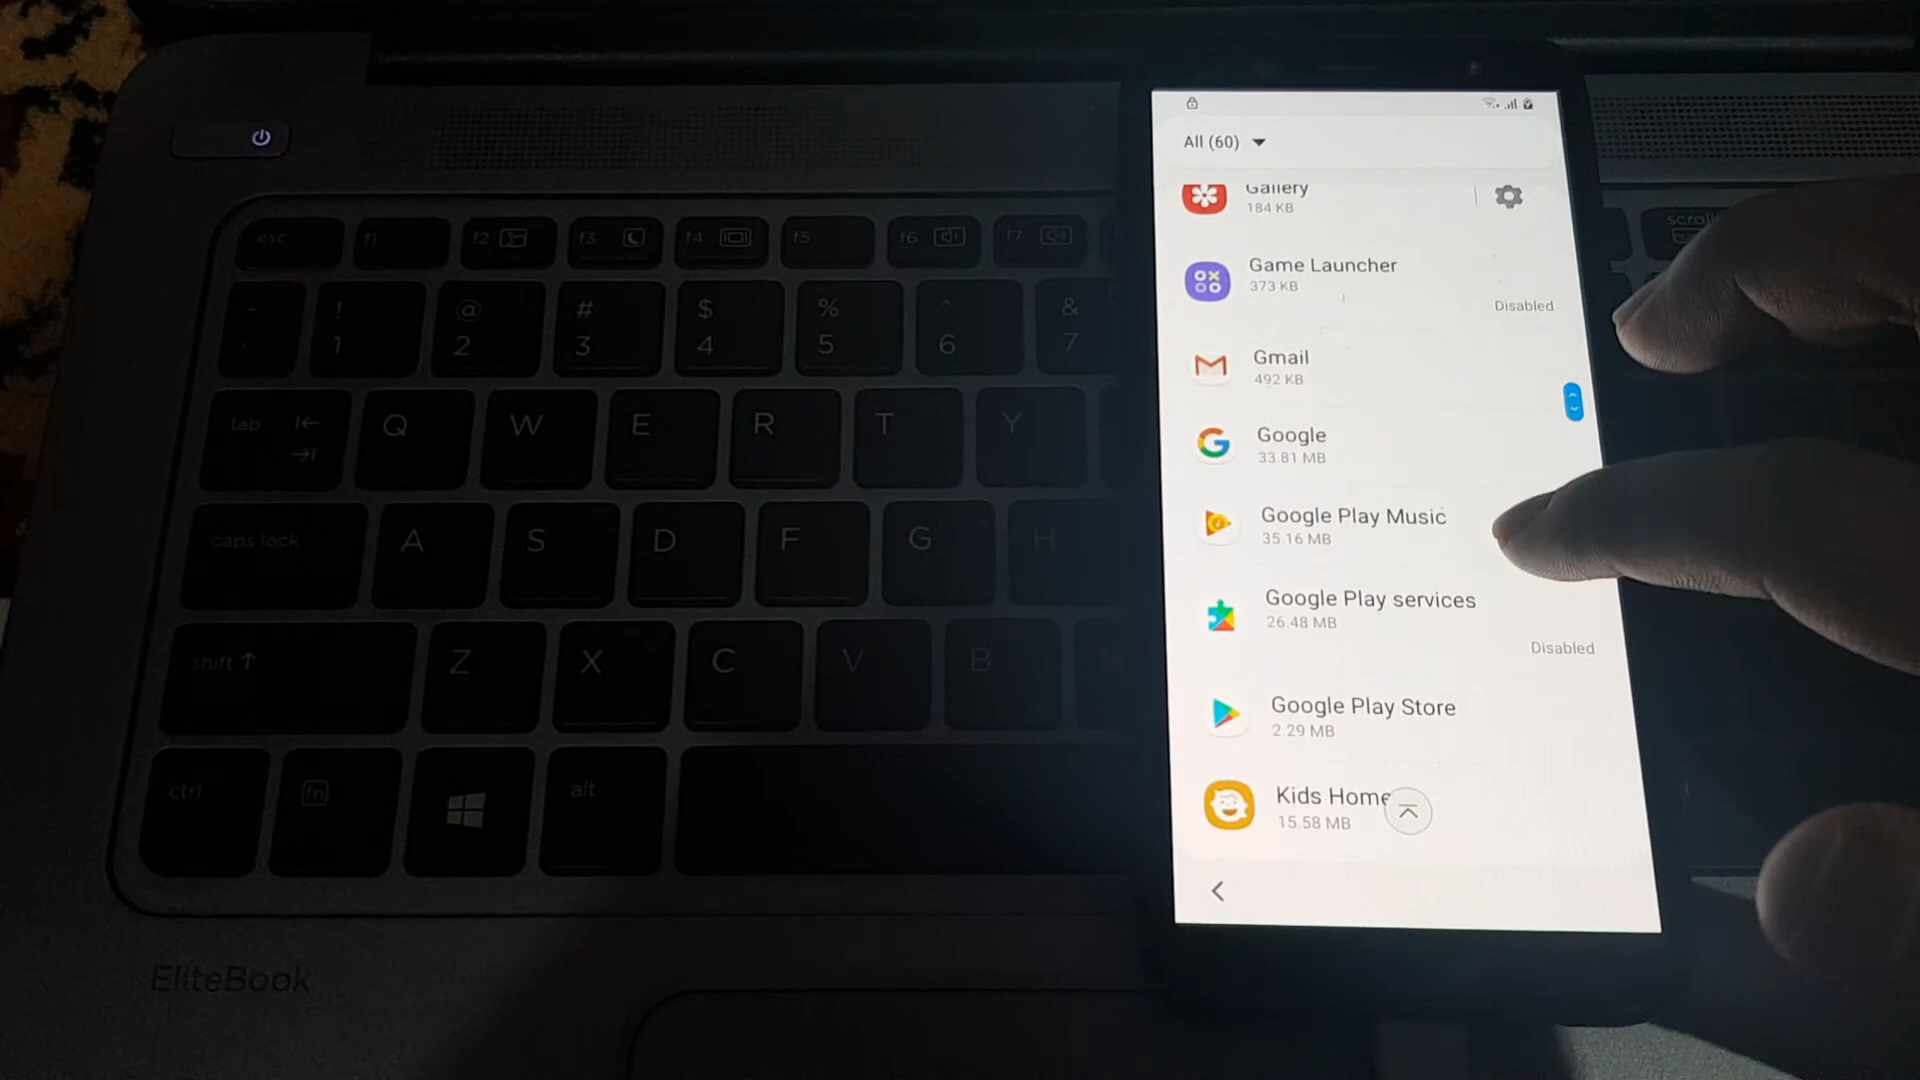 All (60)
Gallery
184 KB
Game Launcher
373 KB
Disabled
Gmail
492 KB
Google
33.81 MB
Google Play Music
35.16 MB
Google Play services
26.48 MB
Disabled
Google Play Store
2.29 MB
Kids Home
15.58 MB
esc f1 f2 f3 f4 f5 f6 f7 scroll
! @ # $ % ^ &
1 2 3 4 5 6 7
tab Q W E R T Y
caps lock A S D F G H
shift Z X C V B N
ctrl fn alt
EliteBook